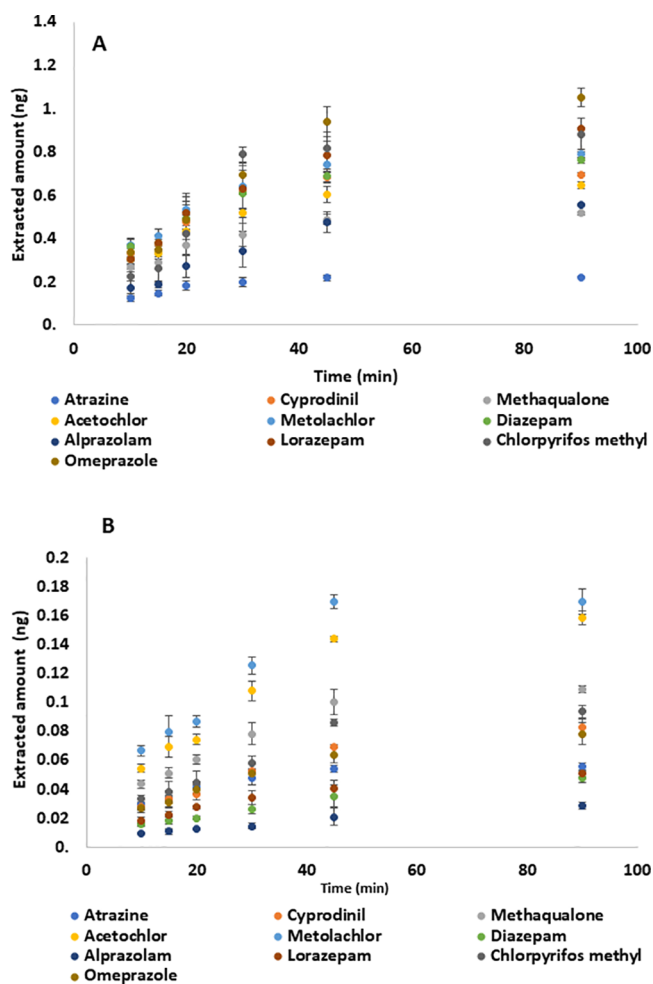 A
1.4
1.2
1.
0.8
0.6
0.4
0.2
0.
Extracted amount (ng)
0 20 40 60 80 100
Time (min)
Atrazine Cyprodinil Methaqualone
Acetochlor Metolachlor Diazepam
Alprazolam Lorazepam Chlorpyrifos methyl
Omeprazole
B
0.2
0.18
0.16
0.14
0.12
0.1
0.08
0.06
0.04
0.02
0.
Extracted amount (ng)
0 20 40 60 80 100
Time (min)
Atrazine Cyprodinil Methaqualone
Acetochlor Metolachlor Diazepam
Alprazolam Lorazepam Chlorpyrifos methyl
Omeprazole